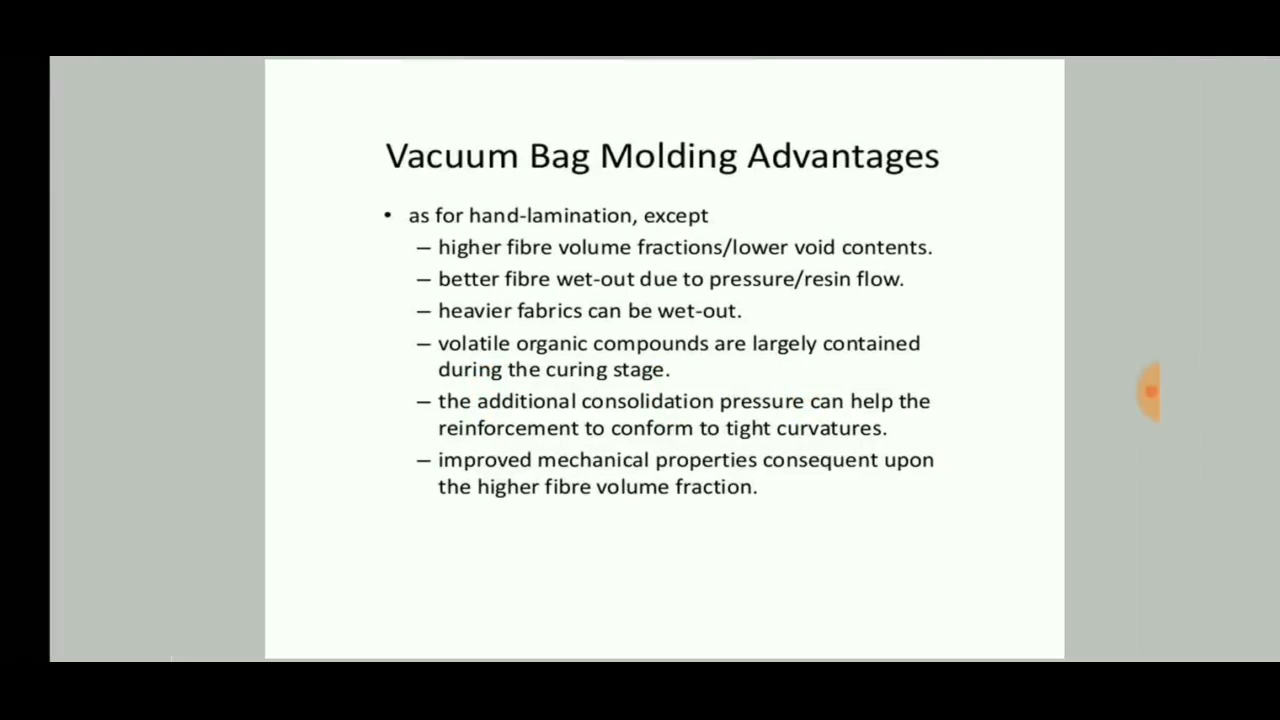 Vacuum Bag Molding Advantages
• as for hand-lamination, except
– higher fibre volume fractions/lower void contents.
– better fibre wet-out due to pressure/resin flow.
– heavier fabrics can be wet-out.
– volatile organic compounds are largely contained
during the curing stage.
– the additional consolidation pressure can help the
reinforcement to conform to tight curvatures.
– improved mechanical properties consequent upon
the higher fibre volume fraction.